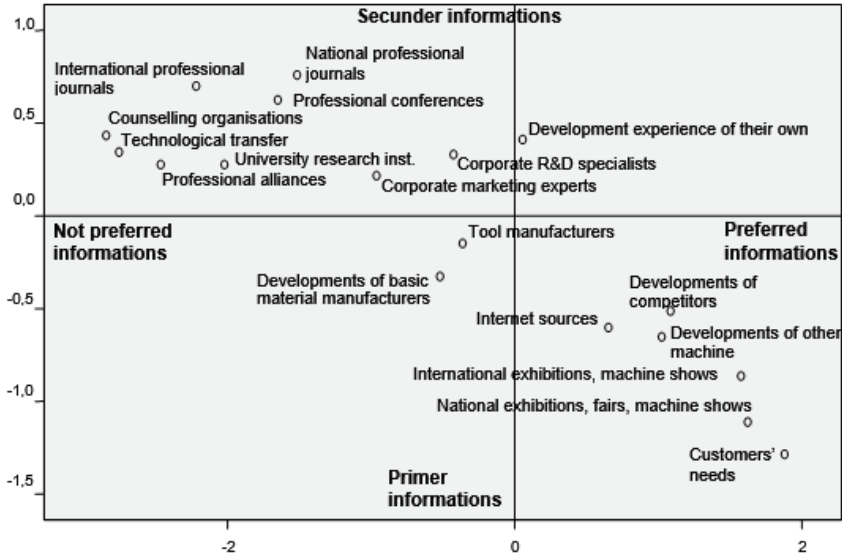 Secunder informations
1,0
National professional
journals
International professional
journals
Professional conferences
Counselling organisations
0,5
Development experience of their own
Technological transfer
University research inst.
Corporate R&D specialists
Professional alliances
Corporate marketing experts
0,0
Not preferred
informations
Tool manufacturers
Preferred
informations
Developments of basic
material manufacturers
Developments of
competitors
-0,5
Internet sources
Developments of other
machine
International exhibitions, machine shows
-1,0
National exhibitions, fairs, machine shows
Customers’
needs
Primer
informations
-1,5
-2
0
2